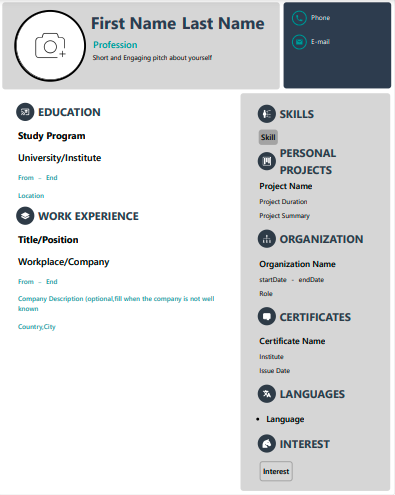 First Name Last Name
Profession
Short and Engaging pitch about yourself
Phone
E-mail
EDUCATION
Study Program
University/Institute
From - End
Location
WORK EXPERIENCE
Title/Position
Workplace/Company
From - End
Company Description (optional,fill when the company is not well
known
Country,City
SKILLS
Skill
PERSONAL
PROJECTS
Project Name
Project Duration
Project Summary
ORGANIZATION
Organization Name
startDate - endDate
Role
CERTIFICATES
Certificate Name
Institute
Issue Date
LANGUAGES
• Language
INTEREST
Interest